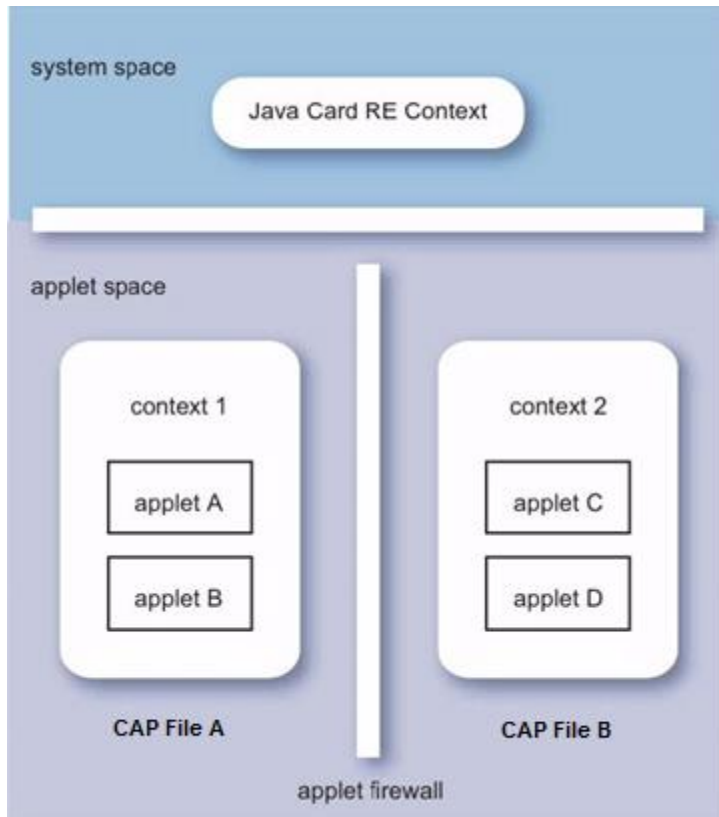 system space
Java Card RE Context
applet space
context 1
applet A
applet B
CAP File A
context 2
applet C
applet D
CAP File B
applet firewall